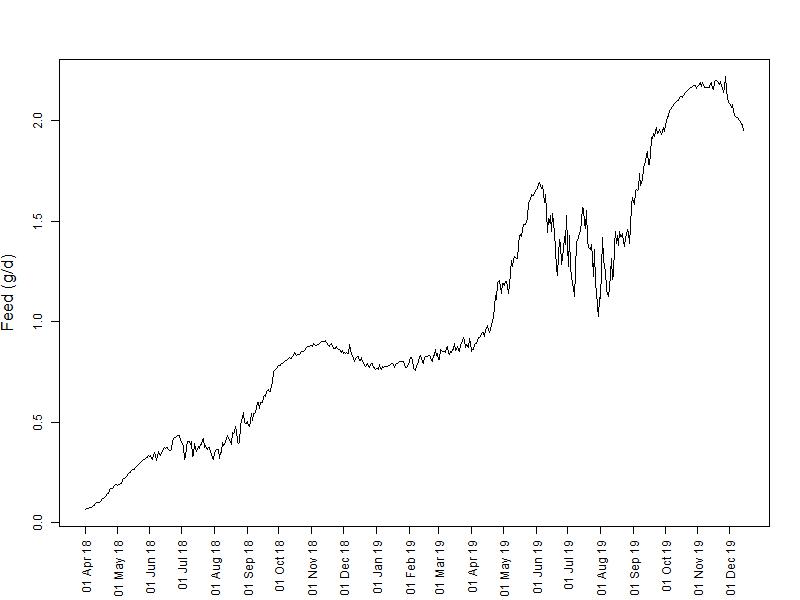 Feed (g/d)
2.0
1.5
1.0
0.5
0.0
01 Apr 18
01 May 18
01 Jun 18
01 Jul 18
01 Aug 18
01 Sep 18
01 Oct 18
01 Nov 18
01 Dec 18
01 Jan 19
01 Feb 19
01 Mar 19
01 Apr 19
01 May 19
01 Jun 19
01 Jul 19
01 Aug 19
01 Sep 19
01 Oct 19
01 Nov 19
01 Dec 19